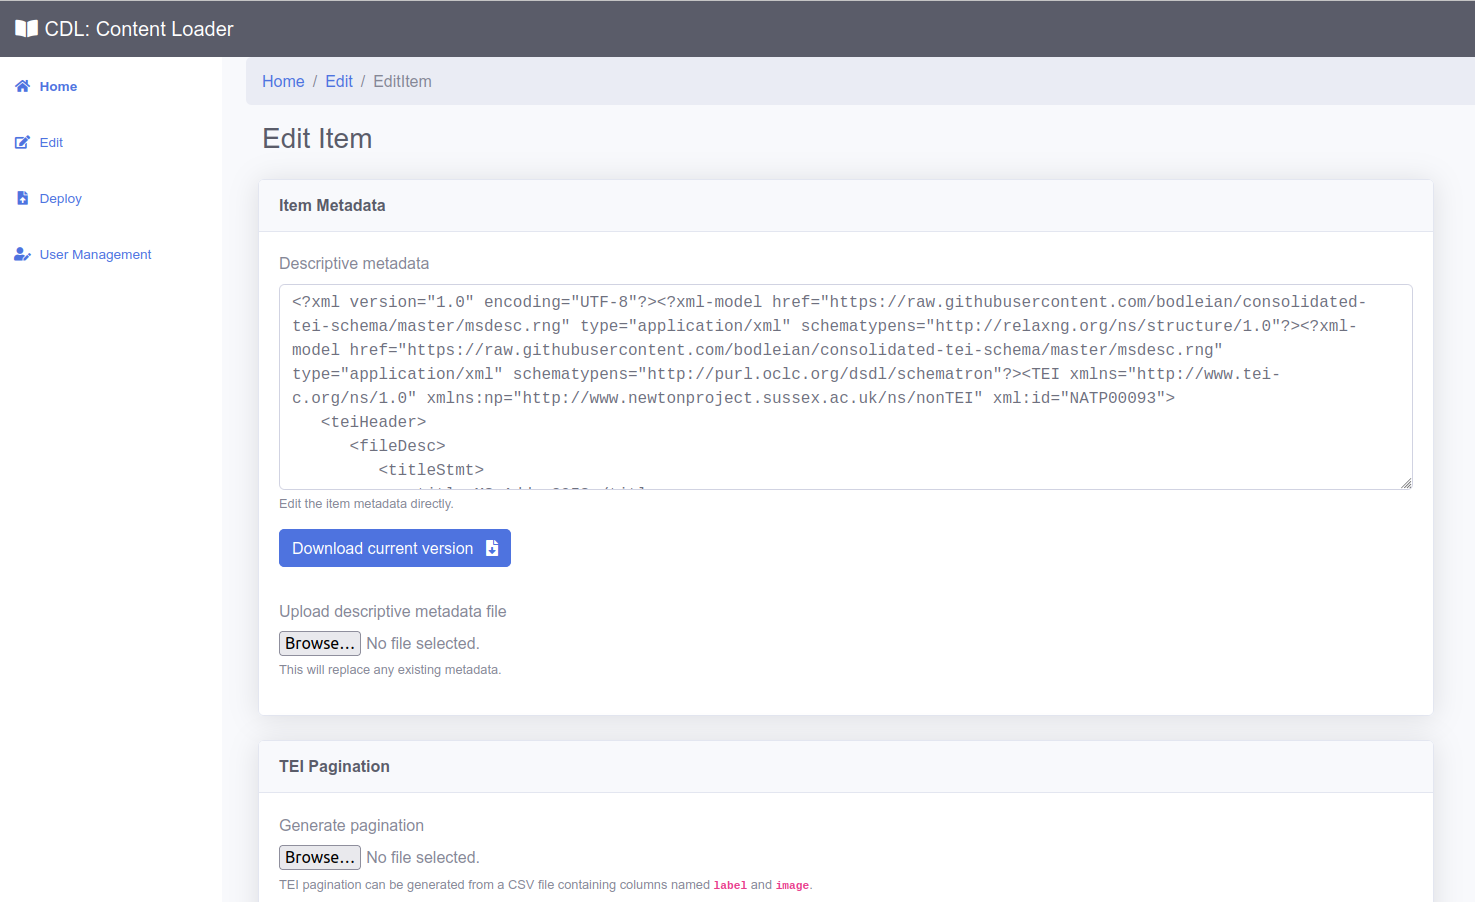 CDL: Content Loader
Home
Edit
Deploy
User Management
Home / Edit / EditItem
Edit Item
Item Metadata
Descriptive metadata
<?xml version="1.0" encoding="UTF-8"?><?xml-model href="https://raw.githubusercontent.com/bodleian/consolidated-
tei-schema/master/msdesc.rng" type="application/xml" schematypens="http://relaxng.org/ns/structure/1.0"?><?xml-
model href="https://raw.githubusercontent.com/bodleian/consolidated-tei-schema/master/msdesc.rng"
type="application/xml" schematypens="http://purl.oclc.org/dsdl/schematron"?><TEI xmlns="http://www.tei-
c.org/ns/1.0" xmlns:np="http://www.newtonproject.sussex.ac.uk/ns/nonTEI" xml:id="NATP00093">
<teiHeader>
<fileDesc>
<titleStmt>
Edit the item metadata directly.
Download current version
Upload descriptive metadata file
Browse... No file selected.
This will replace any existing metadata.
TEI Pagination
Generate pagination
Browse... No file selected.
TEI pagination can be generated from a CSV file containing columns named label and image.